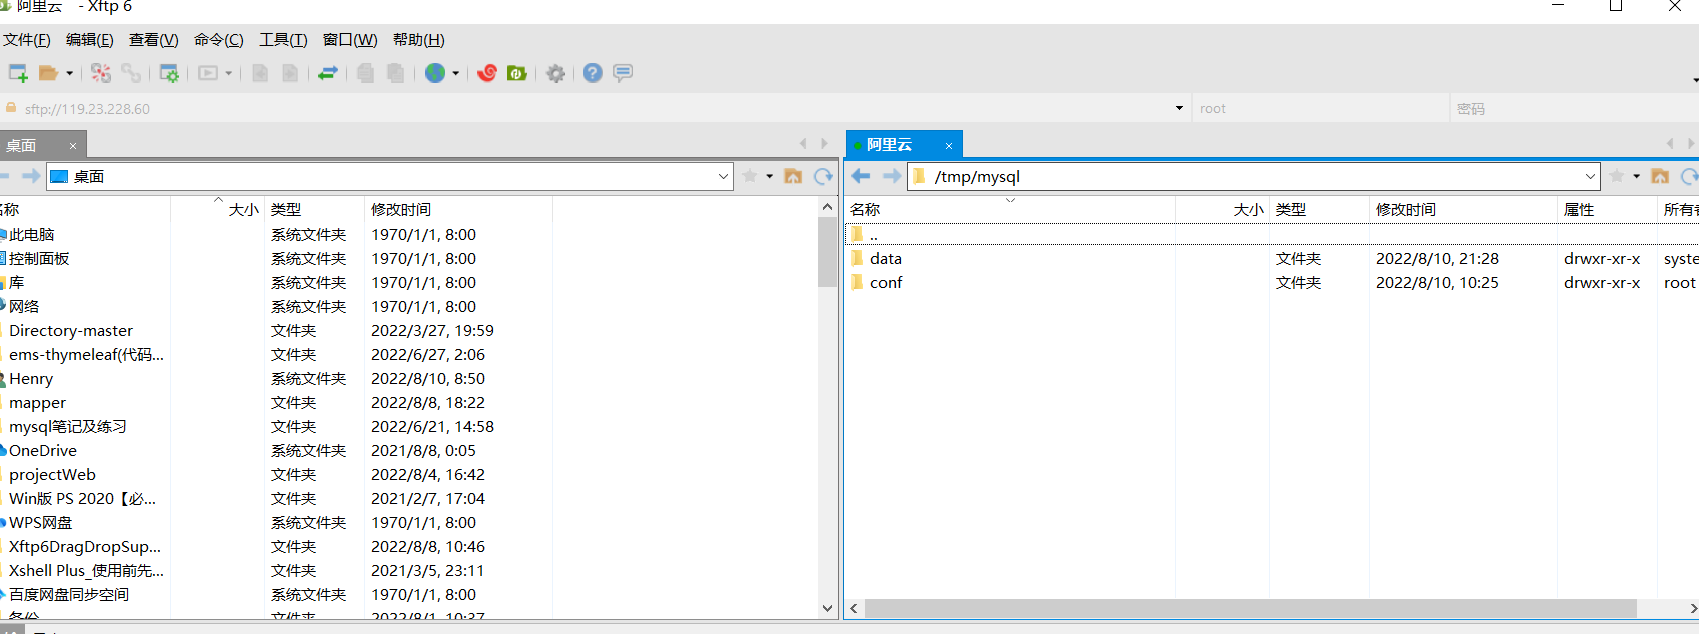 阿里云 - Xftp 6
文件(F) 编辑(E) 查看(V) 命令(C) 工具(T) 窗口(W) 帮助(H)
sftp://119.23.228.60 root 密码
桌面 × 阿里云 ×
桌面 /tmp/mysql
名称 大小 类型 修改时间 名称 大小 类型 修改时间 属性 所有者
此电脑 系统文件夹 1970/1/1, 8:00 ..
控制面板 系统文件夹 1970/1/1, 8:00 data 文件夹 2022/8/10, 21:28 drwxr-xr-x syste
库 系统文件夹 1970/1/1, 8:00 conf 文件夹 2022/8/10, 10:25 drwxr-xr-x root
网络 系统文件夹 1970/1/1, 8:00
Directory-master 文件夹 2022/3/27, 19:59
ems-thymeleaf(代码... 文件夹 2022/6/27, 2:06
Henry 系统文件夹 2022/8/10, 8:50
mapper 文件夹 2022/8/8, 18:22
mysql笔记及练习 文件夹 2022/6/21, 14:58
OneDrive 系统文件夹 2021/8/8, 0:05
projectWeb 文件夹 2022/8/4, 16:42
Win版 PS 2020【必... 文件夹 2021/2/7, 17:04
WPS网盘 系统文件夹 1970/1/1, 8:00
Xftp6DragDropSup... 文件夹 2022/8/8, 10:46
Xshell Plus_使用前先... 文件夹 2021/3/5, 23:11
百度网盘同步空间 系统文件夹 1970/1/1, 8:00
备份 文件夹 2022/8/1, 10:37